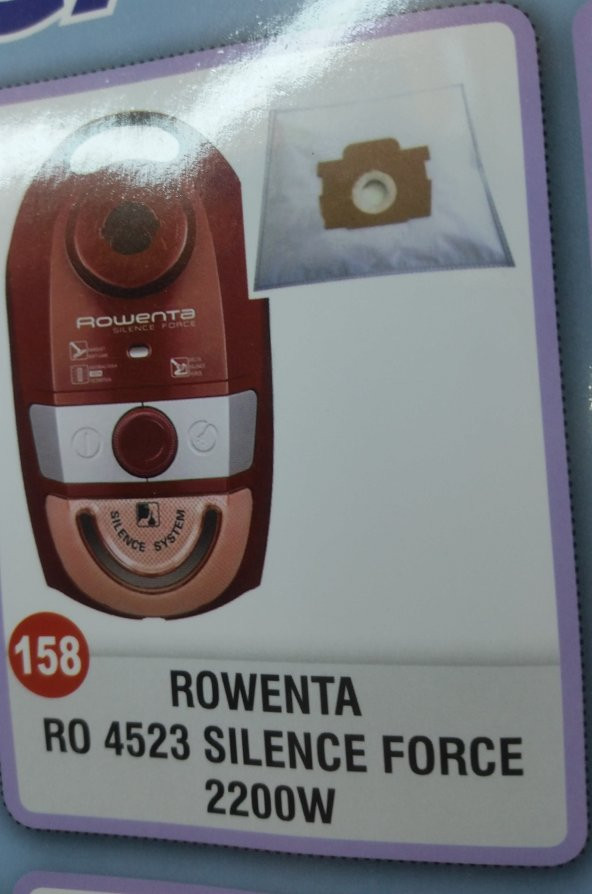 Rowenta
SILENCE FORCE
SILENCE SYSTEM
158
ROWENTA
RO 4523 SILENCE FORCE
2200W